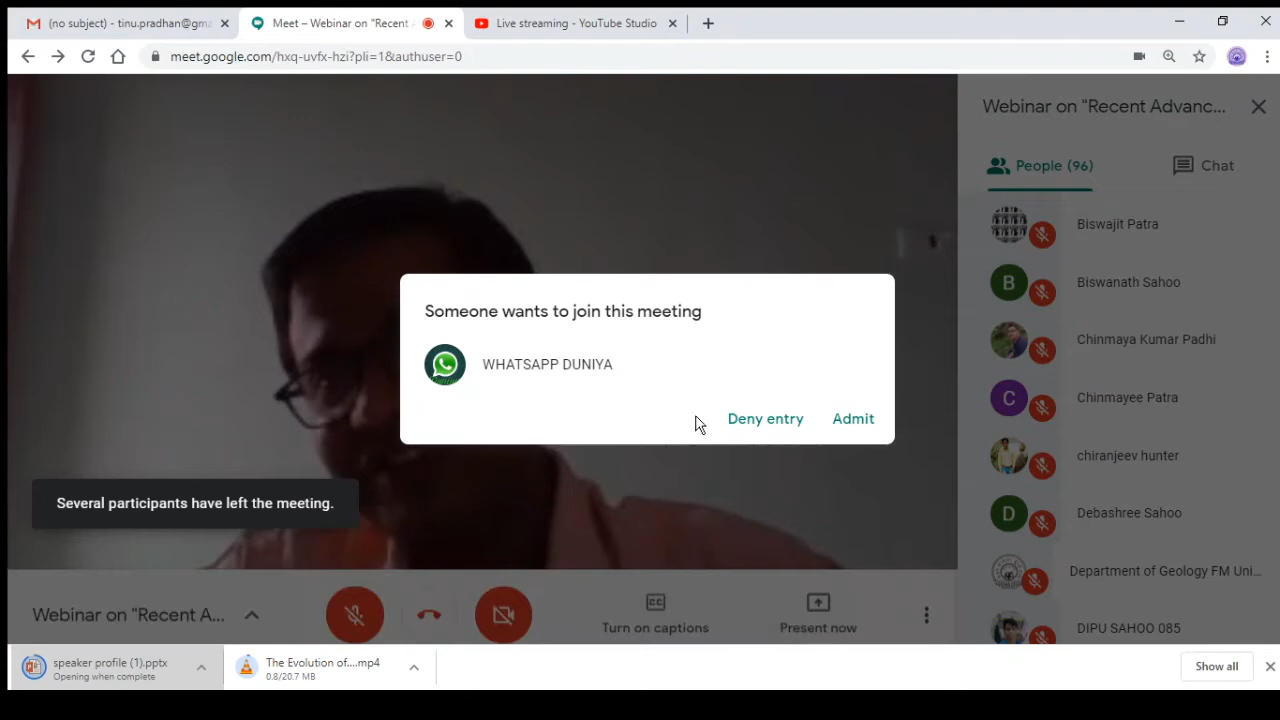 (no subject) - tinu.pradhan@gma
Meet – Webinar on "Recent A
Live streaming - YouTube Studio
meet.google.com/hxq-uvfx-hzi?pli=1&authuser=0
Webinar on "Recent Advanc...
People (96)
Chat
Biswajit Patra
B
Biswanath Sahoo
Chinmaya Kumar Padhi
C
Chinmayee Patra
chiranjeev hunter
D
Debashree Sahoo
Department of Geology FM Uni...
DIPU SAHOO 085
Someone wants to join this meeting
WHATSAPP DUNIYA
Deny entry
Admit
Several participants have left the meeting.
Webinar on "Recent A...
CC
Turn on captions
Present now
speaker profile (1).pptx
Opening when complete
The Evolution of....mp4
0.8/20.7 MB
Show all